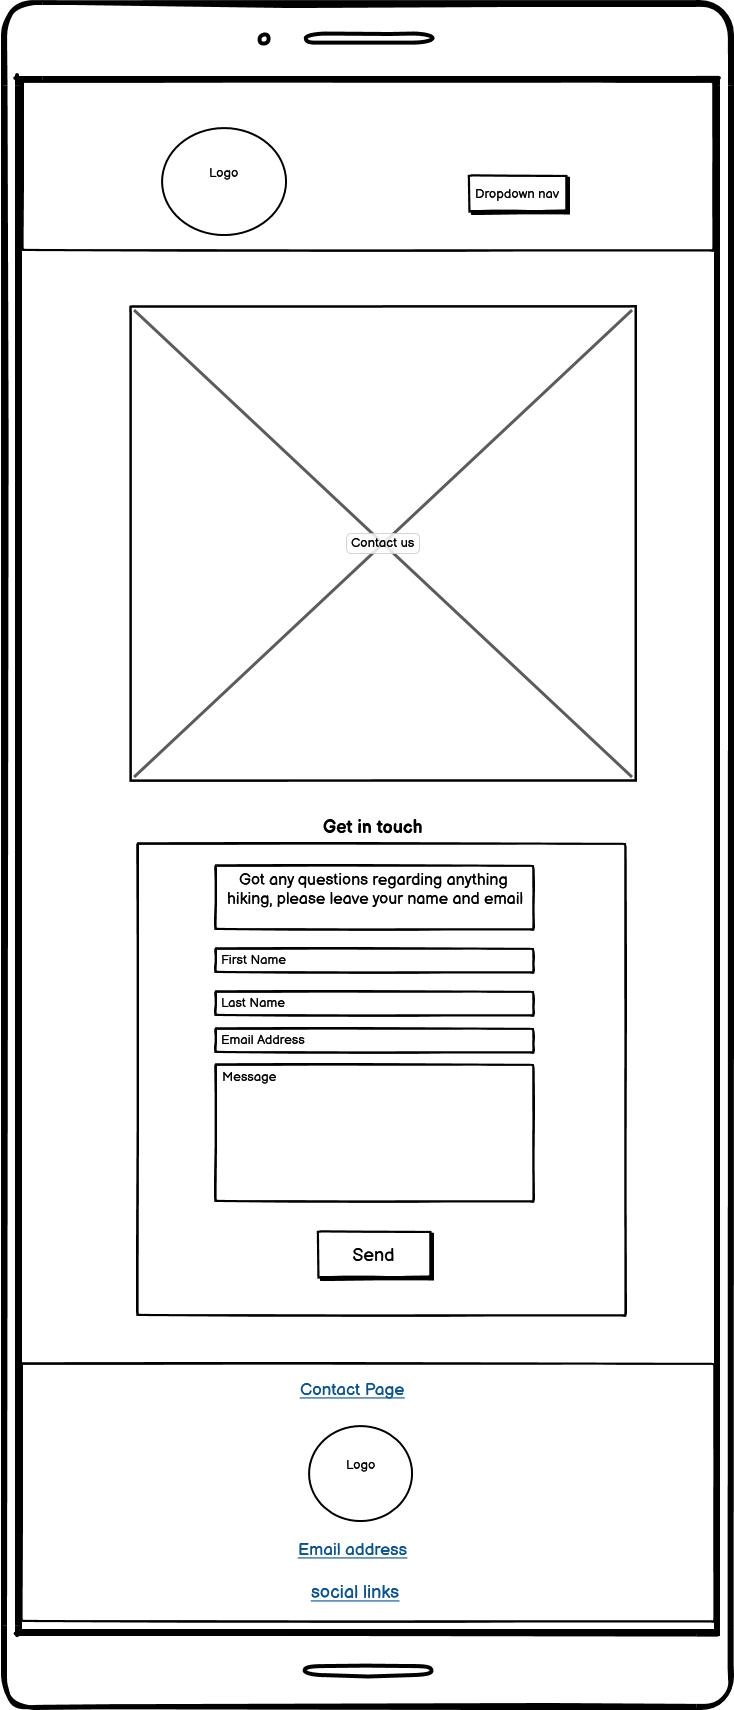 Logo
Dropdown nav
Contact us
Get in touch
Got any questions regarding anything
hiking, please leave your name and email
First Name
Last Name
Email Address
Message
Send
Contact Page
Logo
Email address
social links